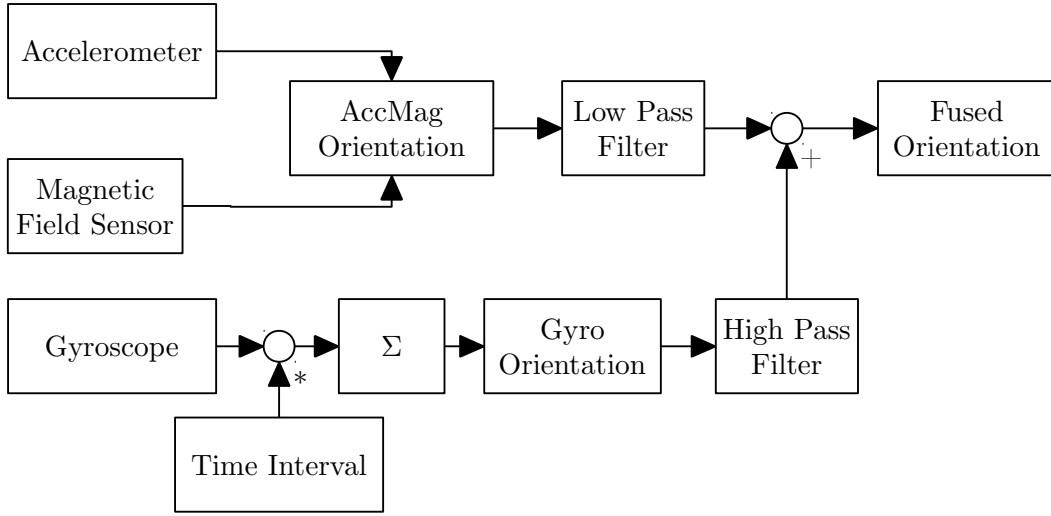 Accelerometer
AccMag
Orientation
Low Pass
Filter
Fused
Orientation
+
Magnetic
Field Sensor
Gyroscope
*
Σ
Gyro
Orientation
High Pass
Filter
Time Interval